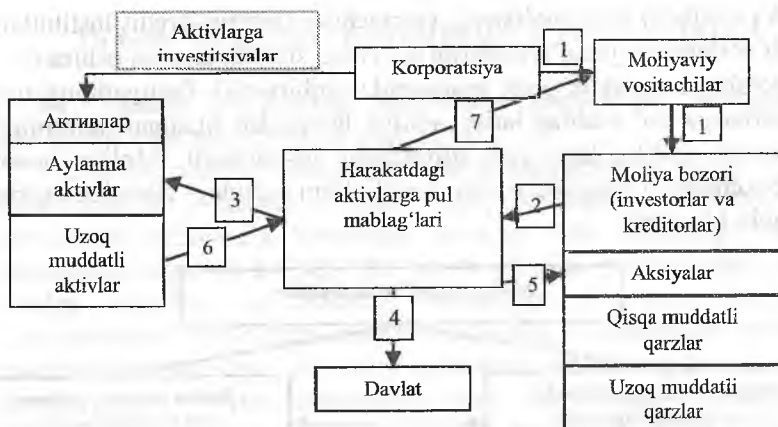 Aktivlarga
investitsiyalar
Korporatsiya
1
Moliyaviy
vositachilar
7
1
Активлар
Aylanma
aktivlar
Uzoq
muddatli
aktivlar
3
6
Harakatdagi
aktivlarga pul
mablag‘lari
2
Moliya bozori
(investorlar va
kreditorlar)
5
Aksiyalar
4
Qisqa muddatli
qarzlar
Davlat
Uzoq muddatli
qarzlar